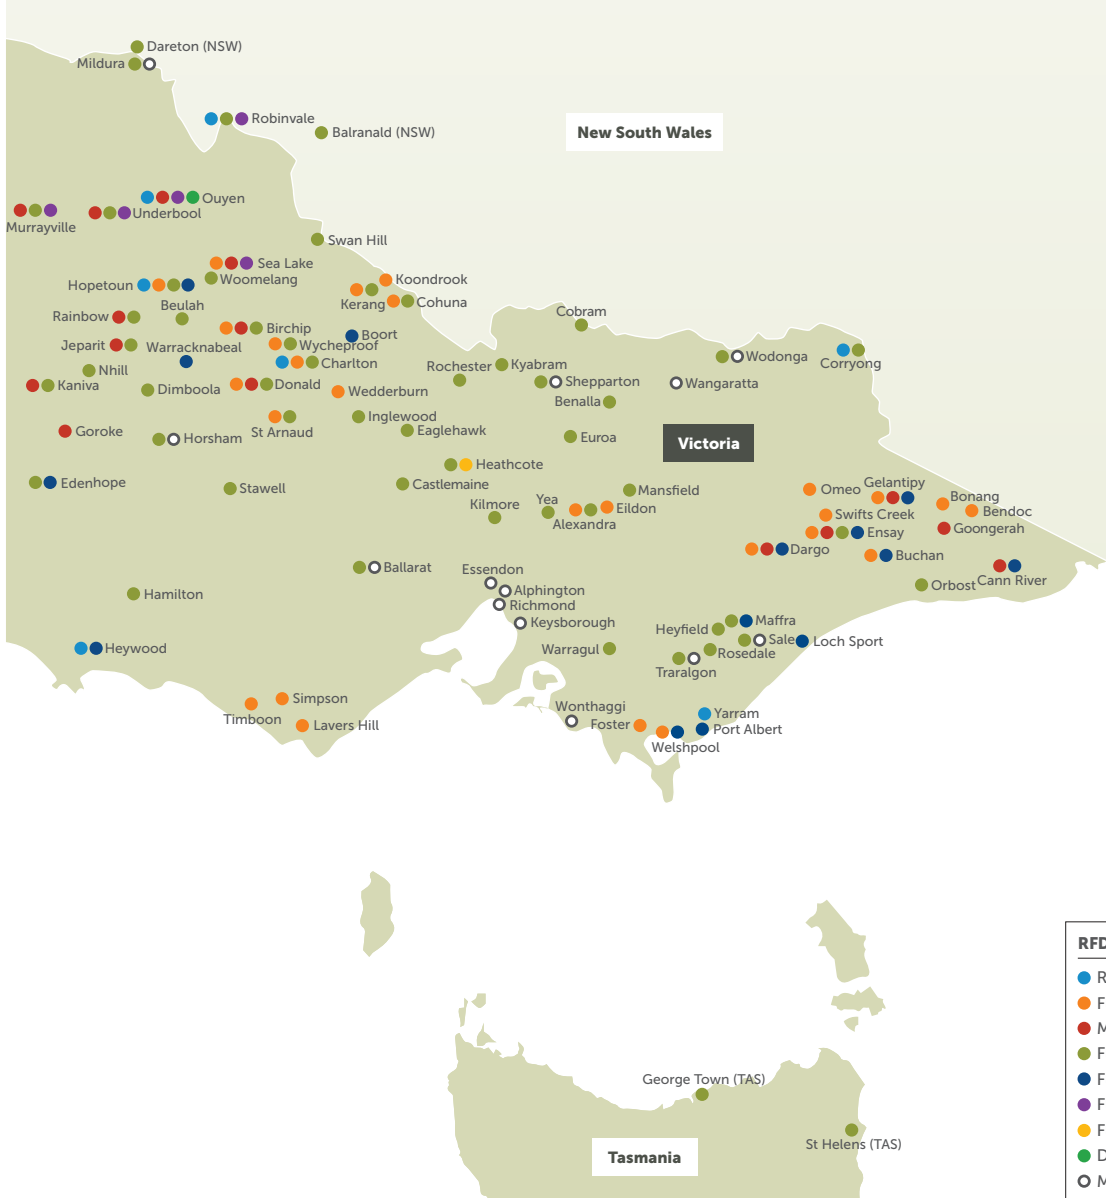 Dareton (NSW)
Mildura
Robinvale
Balranald (NSW)
New South Wales
Ouyen
Underbool
Murrayville
Swan Hill
Sea Lake
Woomelang
Hopetoun
Koondrook
Kerang
Cohuna
Beulah
Rainbow
Birchip
Boort
Cobram
Jeparit
Warracknabeal
Wycheproof
Charlton
Wodonga
Corryong
Nhill
Rochester
Kyabram
Kaniva
Dimboola
Donald
Wedderburn
Shepparton
Wangaratta
Benalla
Inglewood
Eaglehawk
Goroke
Horsham
St Arnaud
Euroa
Victoria
Heathcote
Edenhope
Stawell
Castlemaine
Mansfield
Omeo
Gelantipy
Bonang
Bendoc
Kilmore
Yea
Alexandra
Eildon
Swifts Creek
Goongerah
Ensay
Dargo
Buchan
Cann River
Orbost
Ballarat
Essendon
Alphington
Richmond
Keysborough
Hamilton
Heywood
Maffra
Heyfield
Sale
Loch Sport
Rosedale
Warragul
Traralgon
Simpson
Timboon
Lavers Hill
Wonthaggi
Foster
Yarram
Port Albert
Welshpool
RFD
R
F
M
F
F
F
F
D
M
George Town (TAS)
St Helens (TAS)
Tasmania